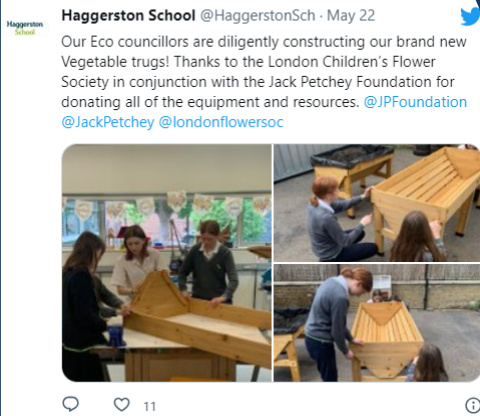 Haggerston School @HaggerstonSch · May 22
Haggerston
School
Our Eco councillors are diligently constructing our brand new
Vegetable trugs! Thanks to the London Children's Flower
Society in conjunction with the Jack Petchey Foundation for
donating all of the equipment and resources. @JPFoundation
@JackPetchey @londonflowersoc
11